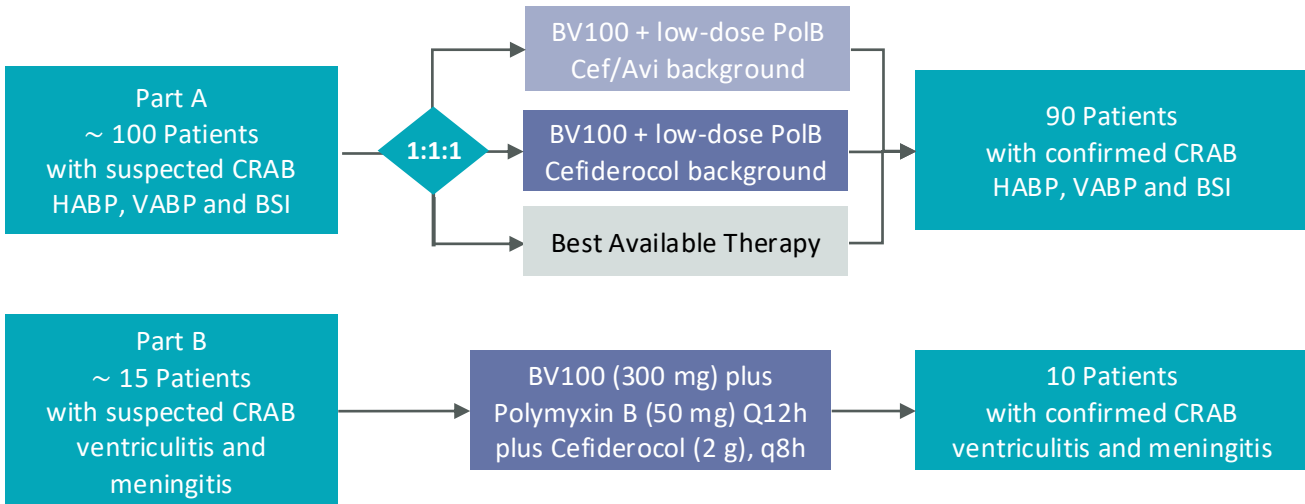 Part A
~ 100 Patients
with suspected CRAB
HABP, VABP and BSI
1:1:1
BV100 + low-dose PolB
Cef/Avi background
BV100 + low-dose PolB
Cefiderocol background
Best Available Therapy
90 Patients
with confirmed CRAB
HABP, VABP and BSI
Part B
~ 15 Patients
with suspected CRAB
ventriculitis and
meningitis
BV100 (300 mg) plus
Polymyxin B (50 mg) Q12h
plus Cefiderocol (2 g), q8h
10 Patients
with confirmed CRAB
ventriculitis and meningitis